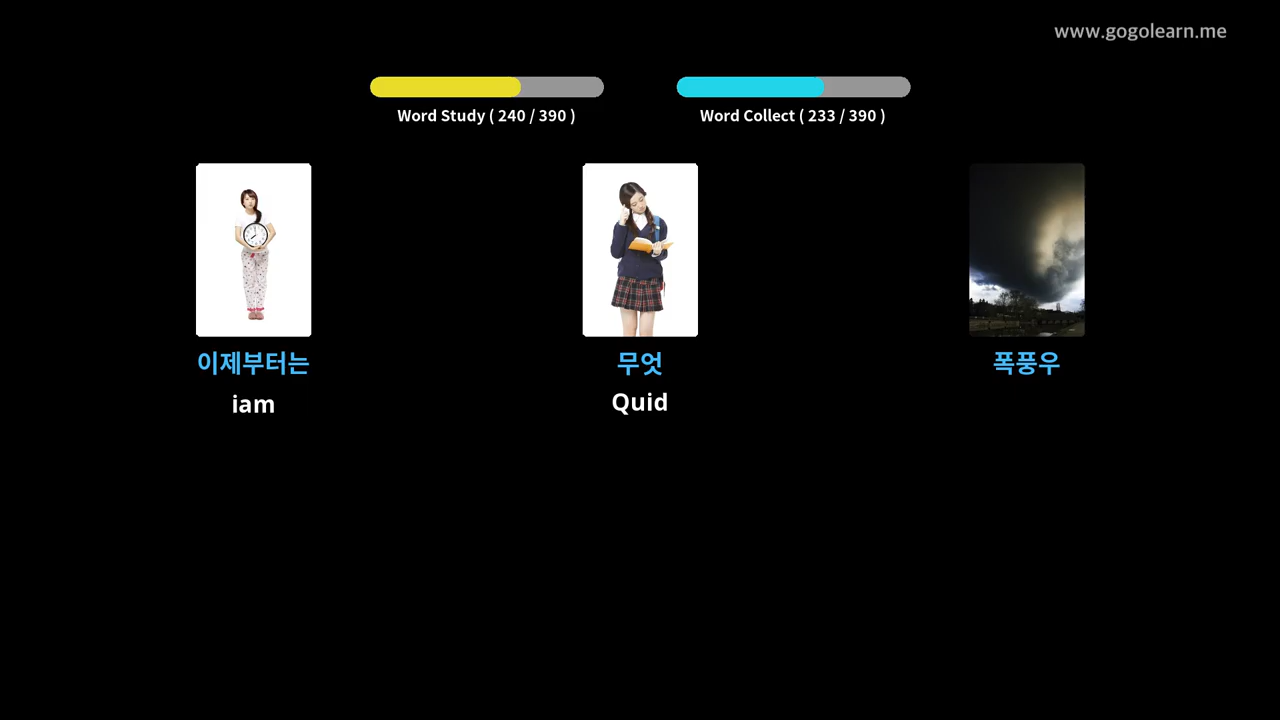 www.gogolearn.me
Word Study ( 240 / 390 )
Word Collect ( 233 / 390 )
이제부터는
iam
무엇
Quid
폭풍우